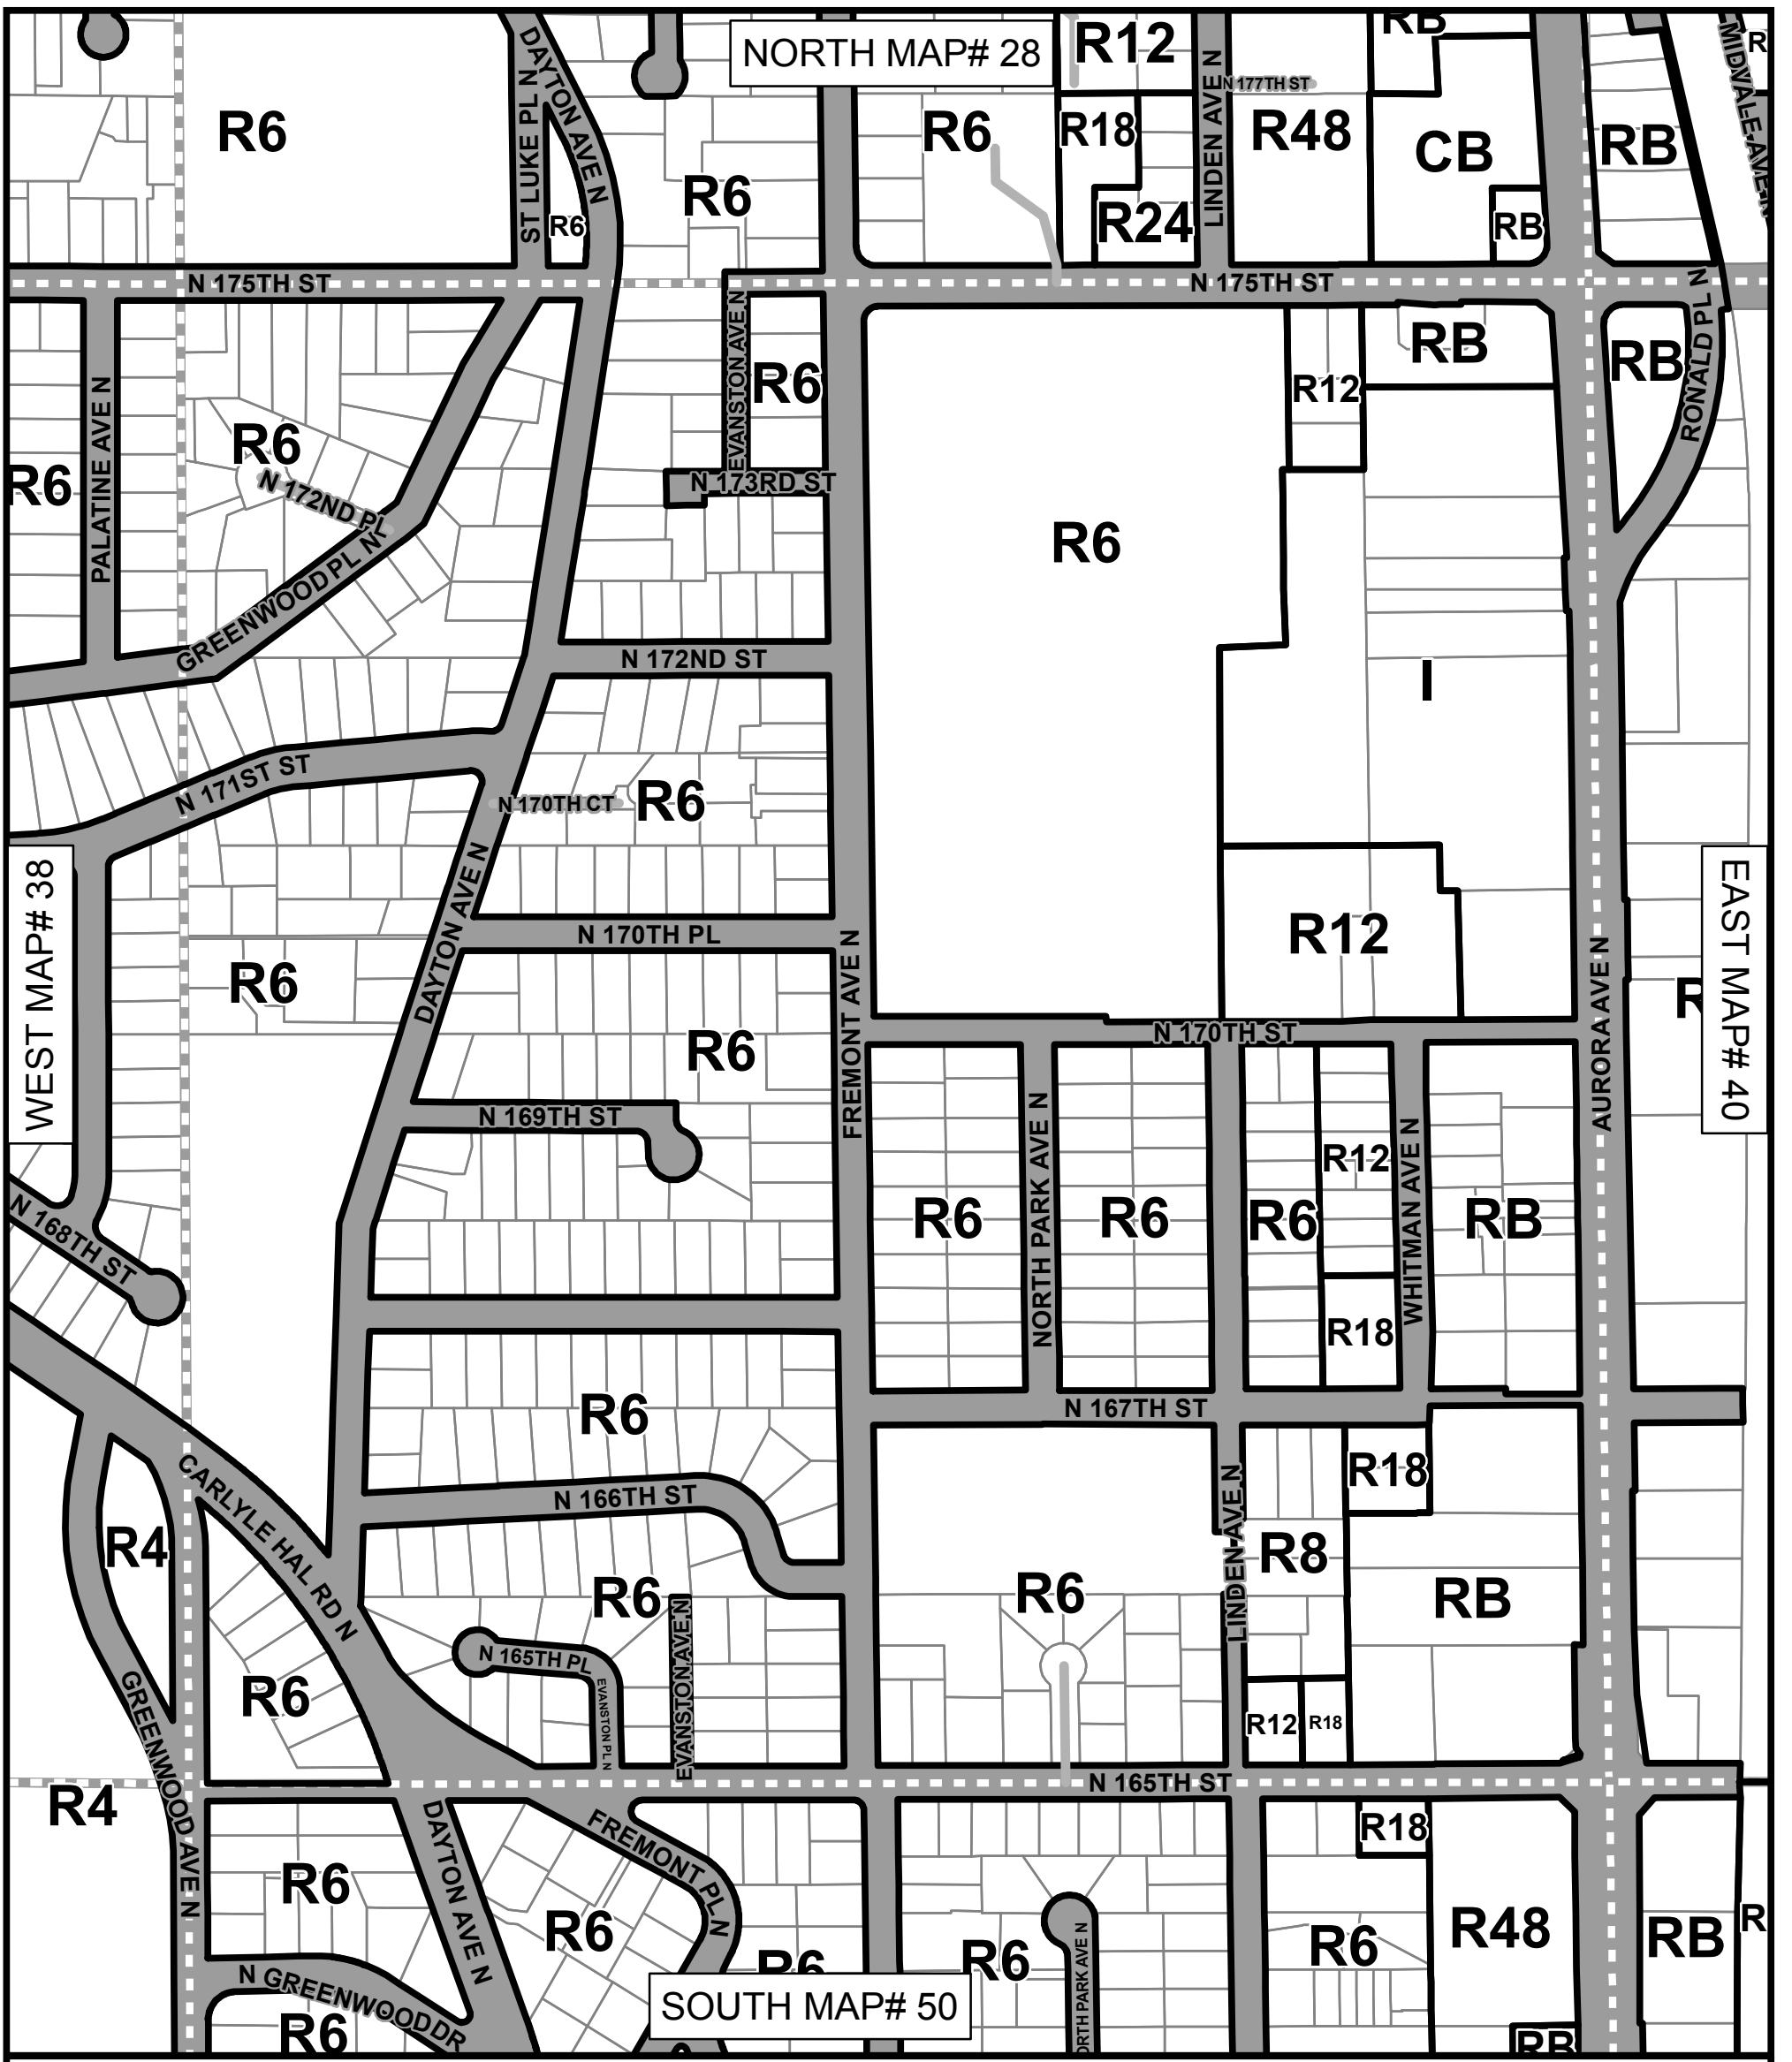 NORTH MAP# 28
R12
RB
R
ST LUKE PL N
DAYTON AVE N
LINDEN AVE N
N 177TH ST
MIDVALE AVE N
R6
R6
R18
R48
CB
RB
R6
R6
R24
RB
N 175TH ST
N 175TH ST
RONALD PL N
PALATINE AVE N
EVANSTON AVE N
R6
R12
RB
RB
R6
R6
N 172ND PL
N 173RD ST
R6
GREENWOOD PL N
N 172ND ST
I
N 171ST ST
N 170TH CT
R6
WEST MAP# 38
EAST MAP# 40
DAYTON AVE N
N 170TH PL
FREMONT AVE N
R12
AURORA AVE N
R6
R6
N 170TH ST
N 169TH ST
NORTH PARK AVE N
WHITMAN AVE N
R12
R6
R6
R6
RB
N 168TH ST
R18
R6
N 167TH ST
CARLYLE HAL RD N
N 166TH ST
LINDEN AVE N
R18
R4
R8
R6
R6
RB
EVANSTON AVE N
N 165TH PL
EVANSTON PL N
R6
R12
R18
GREENWOOD AVE N
N 165TH ST
R4
DAYTON AVE N
FREMONT PL N
R18
R6
R6
R6
R6
R6
R48
RB
R
NORTH PARK AVE N
N GREENWOOD DR
R6
SOUTH MAP# 50
RB